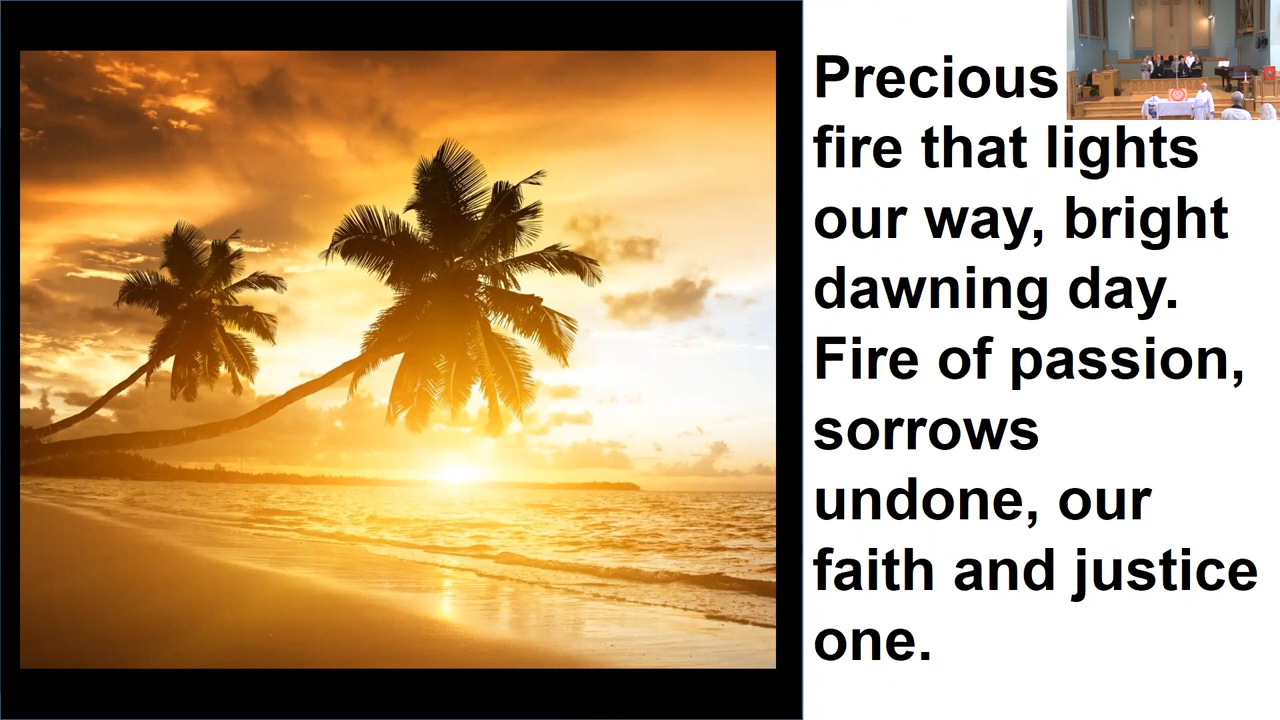 Precious
fire that lights
our way, bright
dawning day.
Fire of passion,
sorrows
undone, our
faith and justice
one.